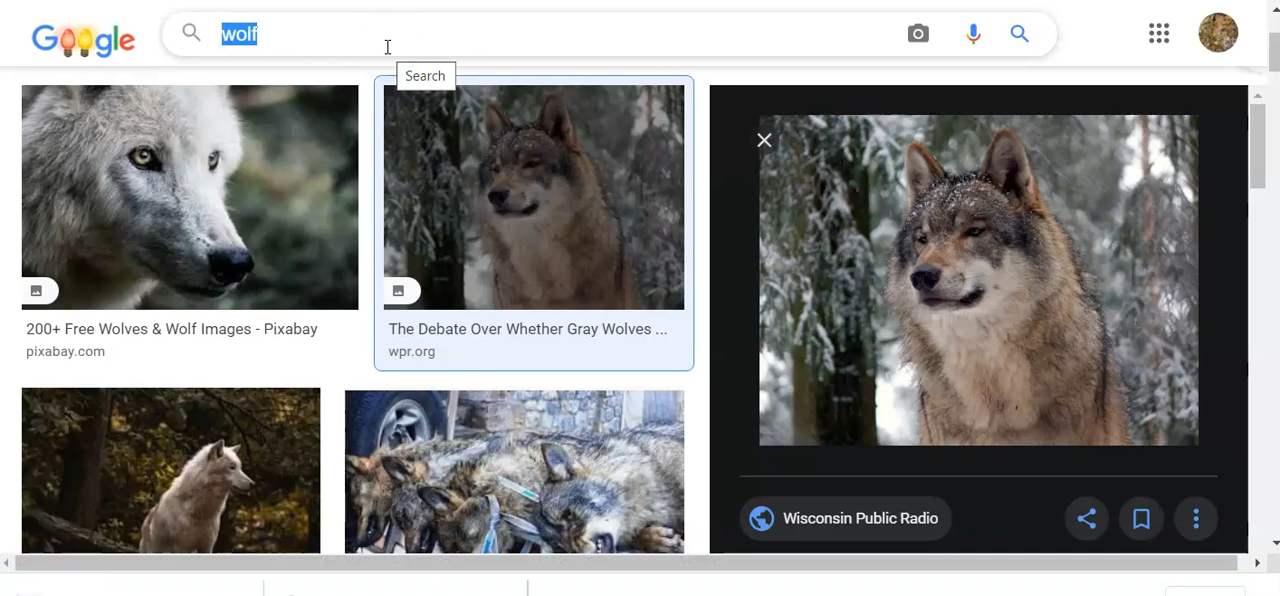 Google
wolf
Search
200+ Free Wolves & Wolf Images - Pixabay
pixabay.com
The Debate Over Whether Gray Wolves ...
wpr.org
Wisconsin Public Radio